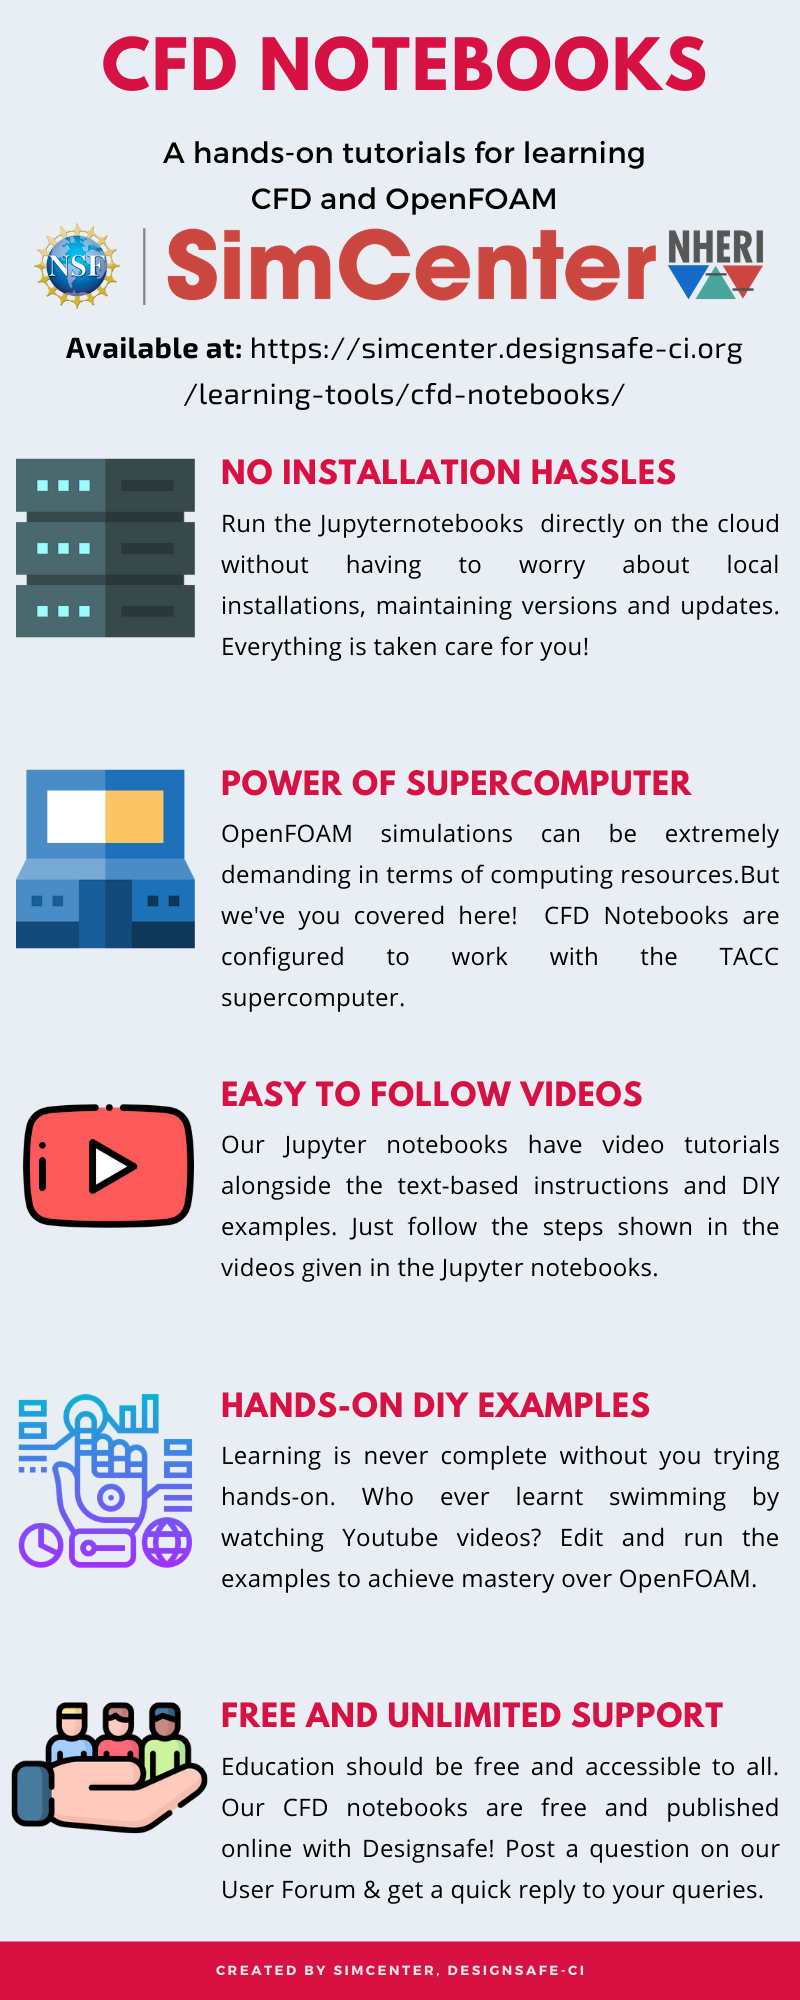 CFD NOTEBOOKS
A hands-on tutorials for learning
CFD and OpenFOAM
NSF
SimCenter
NHERI
Available at: https://simcenter.designsafe-ci.org
/learning-tools/cfd-notebooks/
NO INSTALLATION HASSLES
Run the Jupyternotebooks directly on the cloud
without having to worry about local
installations, maintaining versions and updates.
Everything is taken care for you!
POWER OF SUPERCOMPUTER
OpenFOAM simulations can be extremely
demanding in terms of computing resources.But
we've you covered here! CFD Notebooks are
configured to work with the TACC
supercomputer.
EASY TO FOLLOW VIDEOS
Our Jupyter notebooks have video tutorials
alongside the text-based instructions and DIY
examples. Just follow the steps shown in the
videos given in the Jupyter notebooks.
HANDS-ON DIY EXAMPLES
Learning is never complete without you trying
hands-on. Who ever learnt swimming by
watching Youtube videos? Edit and run the
examples to achieve mastery over OpenFOAM.
FREE AND UNLIMITED SUPPORT
Education should be free and accessible to all.
Our CFD notebooks are free and published
online with Designsafe! Post a question on our
User Forum & get a quick reply to your queries.
CREATED BY SIMCENTER, DESIGNSAFE-CI